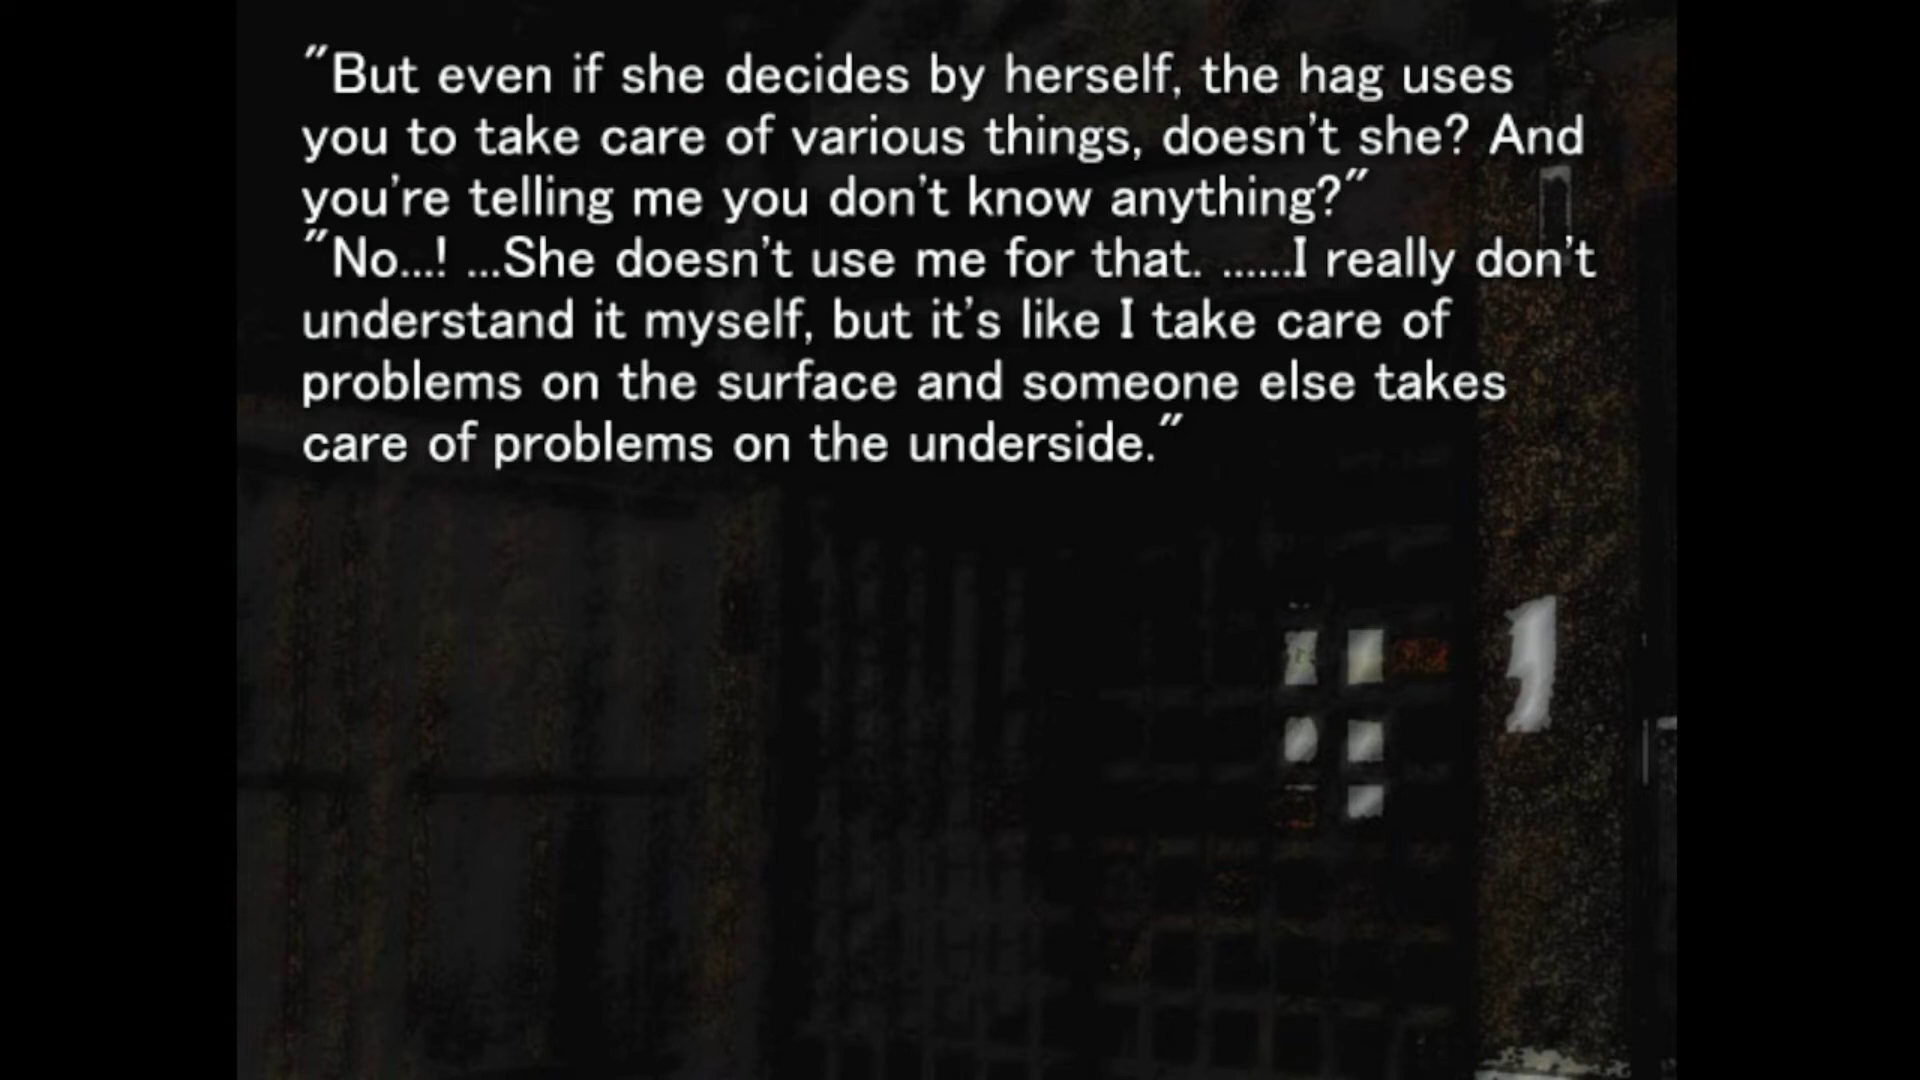 "But even if she decides by herself, the hag uses
you to take care of various things, doesn't she? And
you're telling me you don't know anything?"
"No...! ...She doesn't use me for that. ......I really don't
understand it myself, but it's like I take care of
problems on the surface and someone else takes
care of problems on the underside."